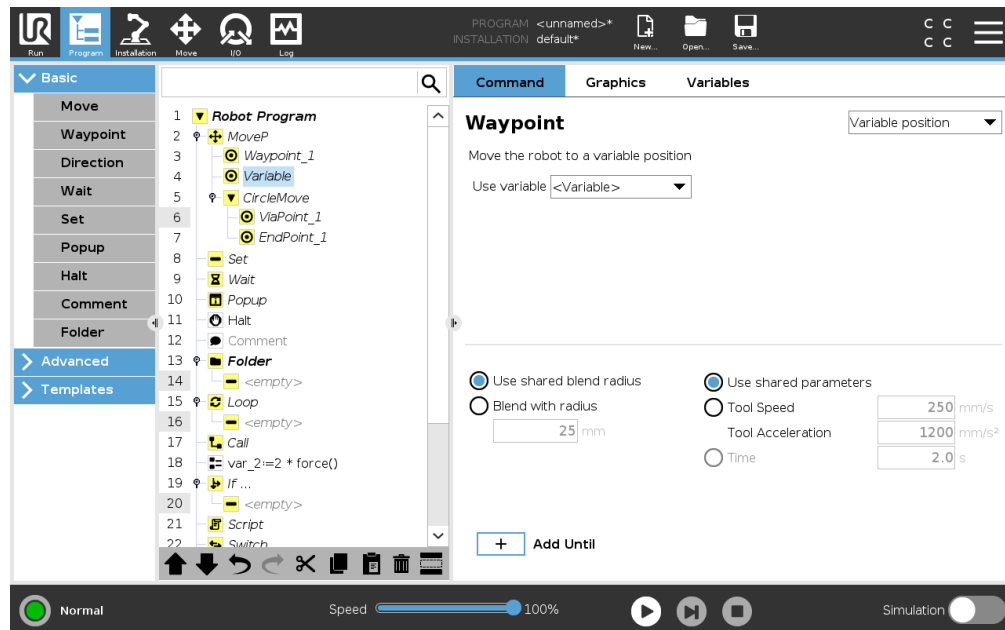 PROGRAM <unnamed>*
INSTALLATION default*
C C
C C
Run Program Installation Move I/O Log New... Open... Save...
Basic
Move
Waypoint
Direction
Wait
Set
Popup
Halt
Comment
Folder
Advanced
Templates
1 Robot Program
2 MoveP
3 Waypoint_1
4 Variable
5 CircleMove
6 ViaPoint_1
7 EndPoint_1
8 Set
9 Wait
10 Popup
11 Halt
12 Comment
13 Folder
14 <empty>
15 Loop
16 <empty>
17 Call
18 var_2:=2 * force()
19 If ...
20 <empty>
21 Script
22 Switch
Command Graphics Variables
Waypoint Variable position
Move the robot to a variable position
Use variable <Variable>
Use shared blend radius
Blend with radius
25 mm
Use shared parameters
Tool Speed 250 mm/s
Tool Acceleration 1200 mm/s²
Time 2.0 s
+ Add Until
Normal Speed 100% Simulation